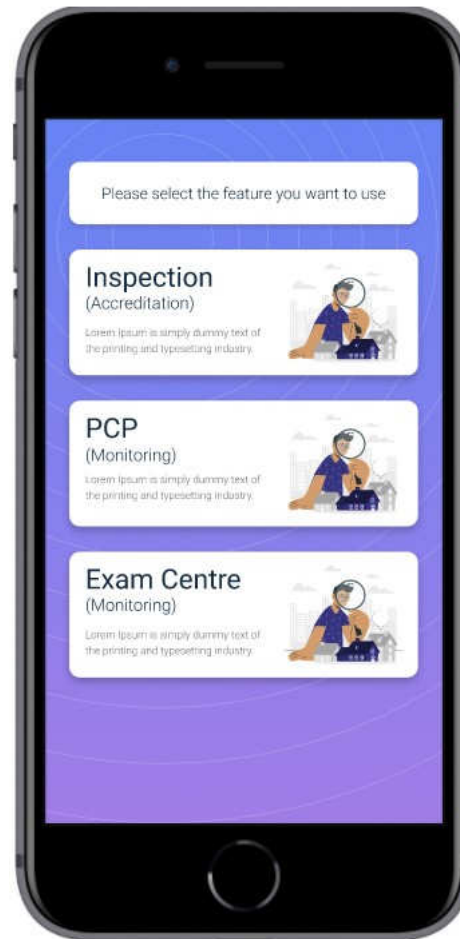 Please select the feature you want to use
Inspection
(Accreditation)
Lorem Ipsum is simply dummy text of
the printing and typesetting industry.
PCP
(Monitoring)
Lorem Ipsum is simply dummy text of
the printing and typesetting industry.
Exam Centre
(Monitoring)
Lorem Ipsum is simply dummy text of
the printing and typesetting industry.